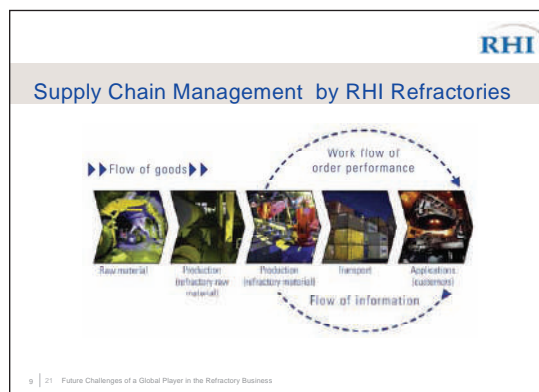 RHI
Supply Chain Management by RHI Refractories
Work flow of
order performance
Flow of goods
Raw material
Production
(refractory raw
material)
Production
(refractory material)
Transport
Applications
(customers)
Flow of information
9 | 21 Future Challenges of a Global Player in the Refractory Business